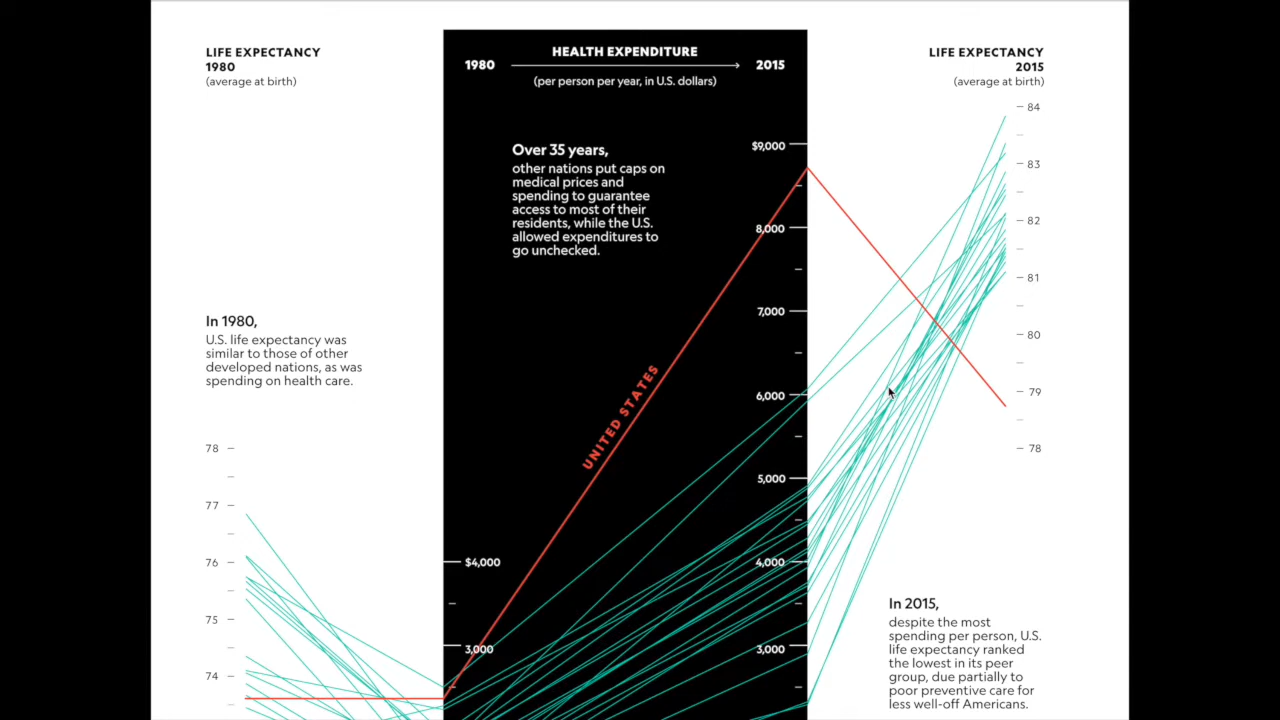 LIFE EXPECTANCY
1980
(average at birth)
HEALTH EXPENDITURE
1980
2015
(per person per year, in U.S. dollars)
LIFE EXPECTANCY
2015
(average at birth)
Over 35 years,
other nations put caps on
medical prices and
spending to guarantee
access to most of their
residents, while the U.S.
allowed expenditures to
go unchecked.
In 1980,
U.S. life expectancy was
similar to those of other
developed nations, as was
spending on health care.
78
77
76
75
74
$4,000
3,000
UNITED STATES
$9,000
8,000
7,000
6,000
5,000
4,000
3,000
84
83
82
81
80
79
78
In 2015,
despite the most
spending per person, U.S.
life expectancy ranked
the lowest in its peer
group, due partially to
poor preventive care for
less well-off Americans.